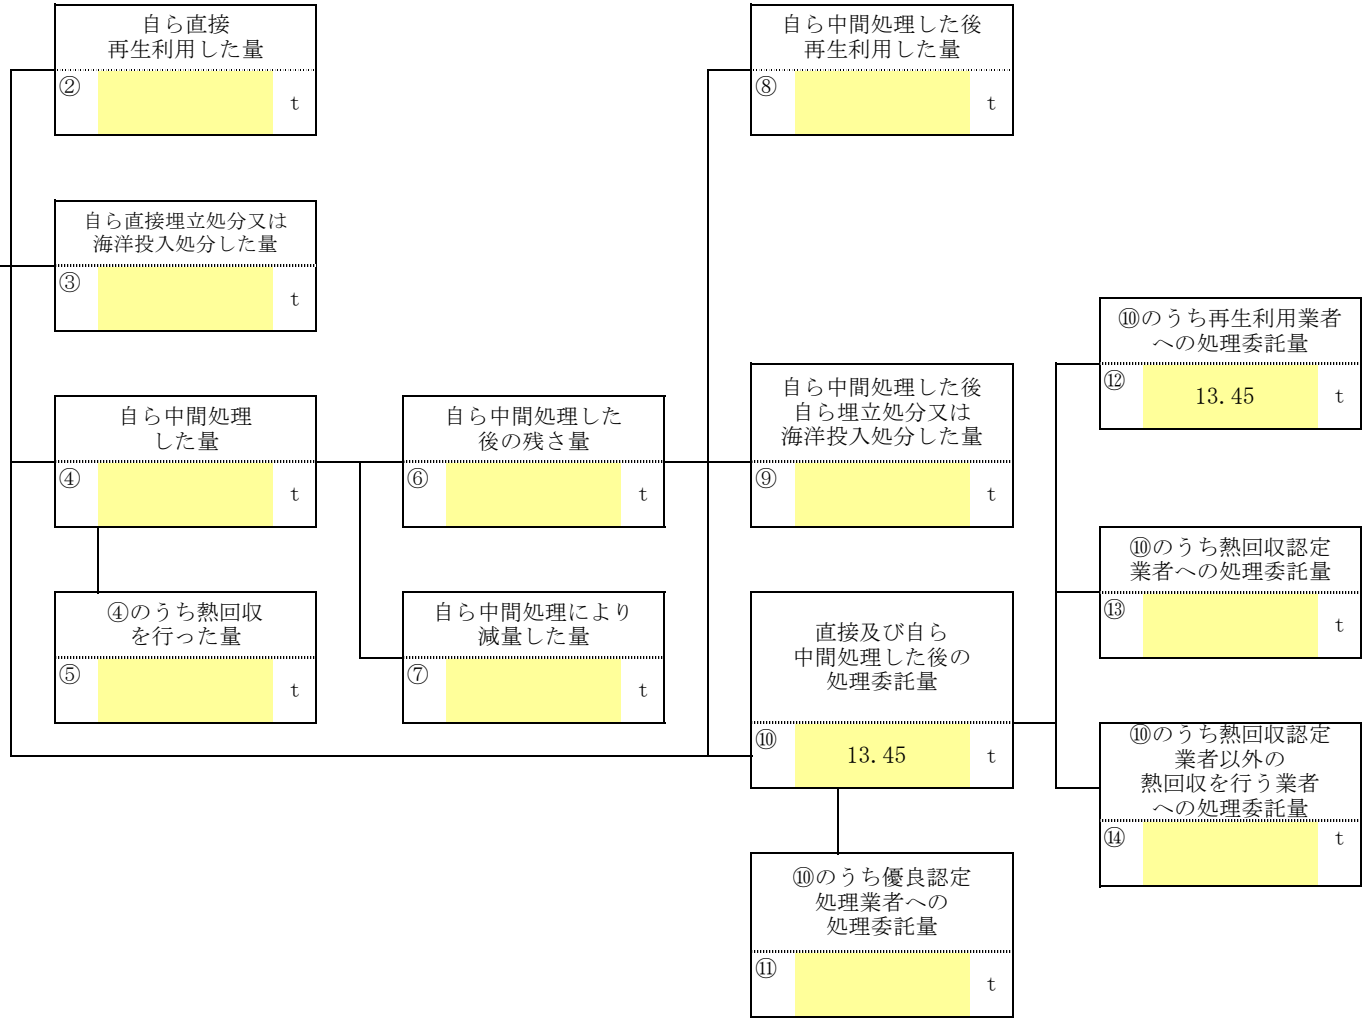 自ら直接
再生利用した量
②
t
自ら中間処理した後
再生利用した量
⑧
t
自ら直接埋立処分又は
海洋投入処分した量
③
t
⑩のうち再生利用業者
への処理委託量
⑫
13.45
t
自ら中間処理
した量
④
t
自ら中間処理した
後の残さ量
⑥
t
自ら中間処理した後
自ら埋立処分又は
海洋投入処分した量
⑨
t
⑩のうち熱回収認定
業者への処理委託量
⑬
t
④のうち熱回収
を行った量
⑤
t
自ら中間処理により
減量した量
⑦
t
直接及び自ら
中間処理した後の
処理委託量
⑩
13.45
t
⑩のうち熱回収認定
業者以外の
熱回収を行う業者
への処理委託量
⑭
t
⑩のうち優良認定
処理業者への
処理委託量
⑪
t